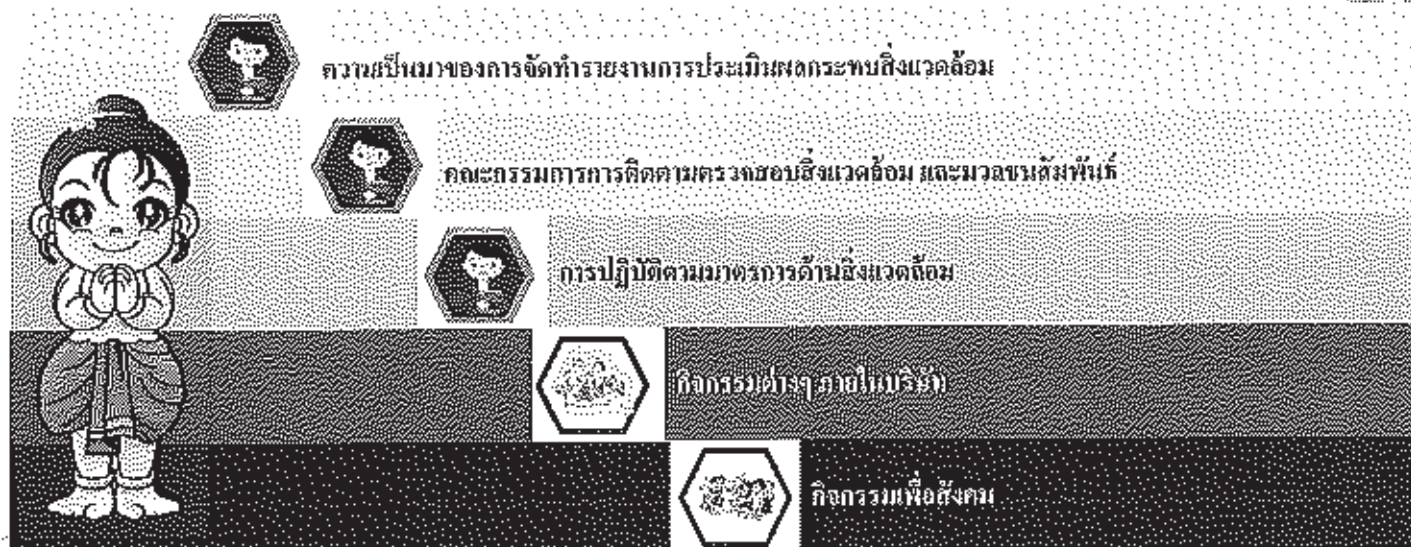 ความเป็นมาของการจัดทำรายงานการประเมินผลกระทบสิ่งแวดล้อม
คณะกรรมการการติดตามตรวจสอบสิ่งแวดล้อม และมวลชนสัมพันธ์
การปฏิบัติตามมาตรการด้านสิ่งแวดล้อม
กิจกรรมต่างๆ ภายในบริษัท
กิจกรรมเพื่อสังคม